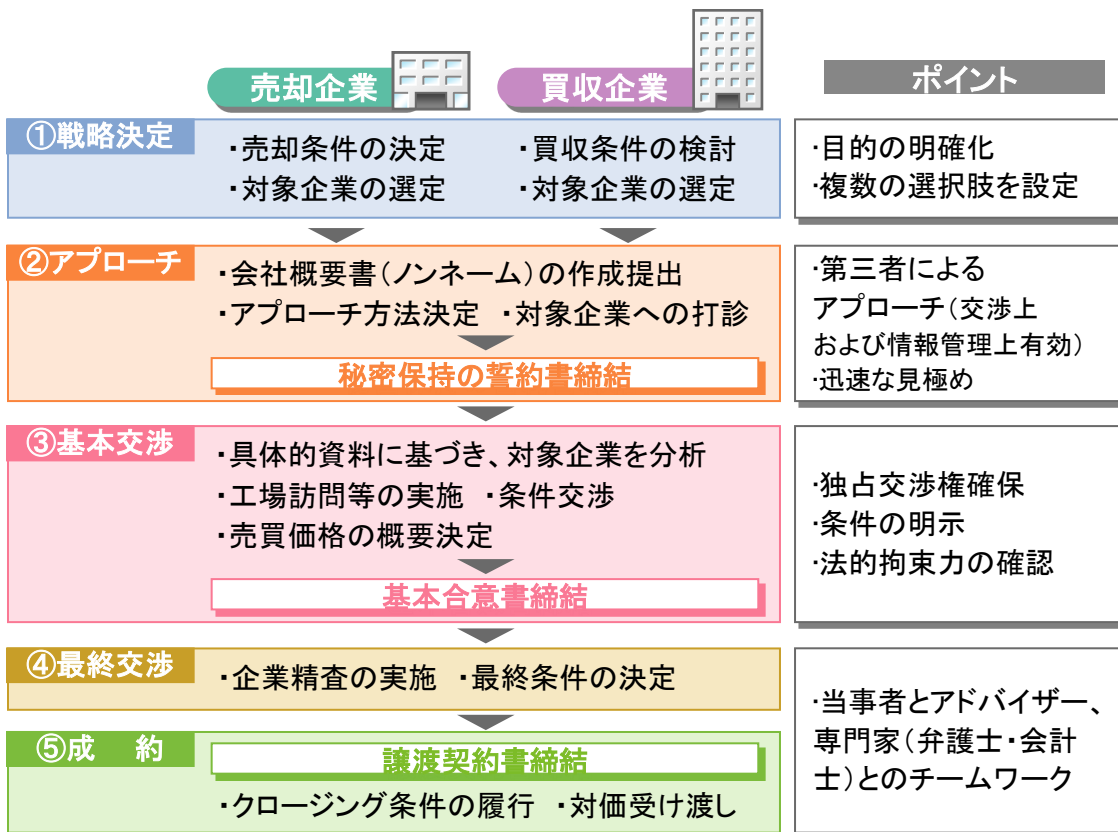 売却企業
買収企業
ポイント
①戦略決定
・売却条件の決定
・対象企業の選定
・買収条件の検討
・対象企業の選定
・目的の明確化
・複数の選択肢を設定
②アプローチ
・会社概要書（ノンネーム）の作成提出
・アプローチ方法決定 ・対象企業への打診
秘密保持の誓約書締結
・第三者による
アプローチ（交渉上
および情報管理上有効）
・迅速な見極め
③基本交渉
・具体的資料に基づき、対象企業を分析
・工場訪問等の実施 ・条件交渉
・売買価格の概要決定
基本合意書締結
・独占交渉権確保
・条件の明示
・法的拘束力の確認
④最終交渉
・企業精査の実施 ・最終条件の決定
⑤成　約
譲渡契約書締結
・クロージング条件の履行 ・対価受け渡し
・当事者とアドバイザー、
専門家（弁護士・会計
士）とのチームワーク